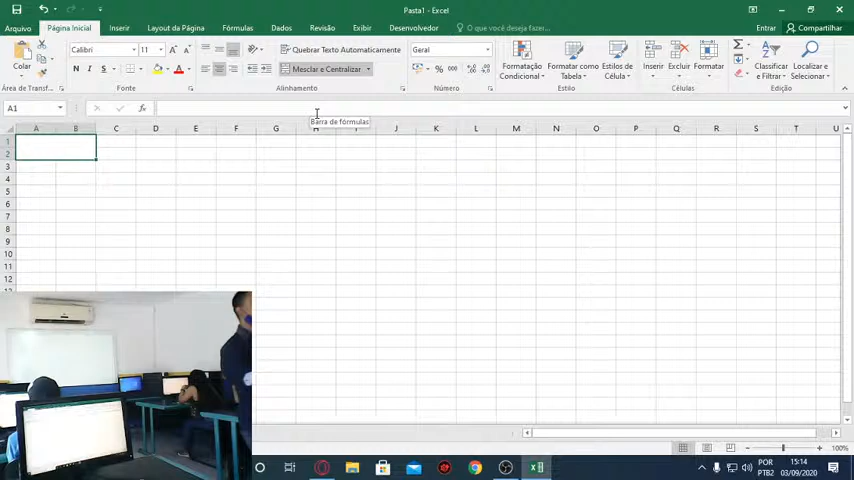 Pasta1 - Excel
Arquivo Página Inicial Inserir Layout da Página Fórmulas Dados Revisão Exibir Desenvolvedor O que você deseja fazer... Entrar Compartilhar
Colar Calibri 11 Quebrar Texto Automaticamente Geral
N I S Mesclar e Centralizar % 000
Formatação Condicional Formatar como Tabela Estilos de Célula Inserir Excluir Formatar Classificar e Filtrar Localizar e Selecionar
Área de Transf... Fonte Alinhamento Número Estilo Células Edição
A1 fx
Barra de fórmulas
A B C D E F G H I J K L M N O P Q R S T U
1
2
3
4
5
6
7
8
9
10
11
12
100%
POR
PTB2
15:14
03/09/2020